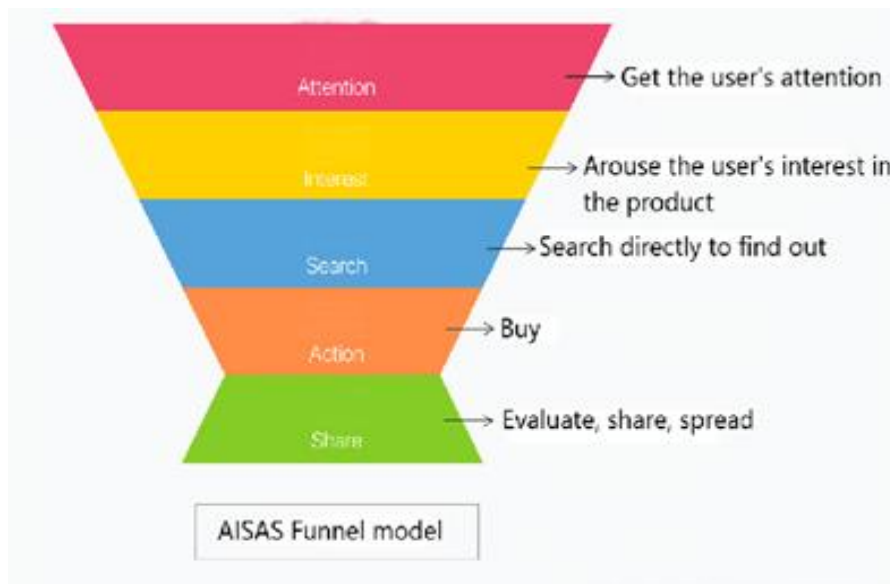 Attention
Get the user's attention
Interest
Arouse the user's interest in
the product
Search
Search directly to find out
Action
Buy
Share
Evaluate, share, spread
AISAS Funnel model